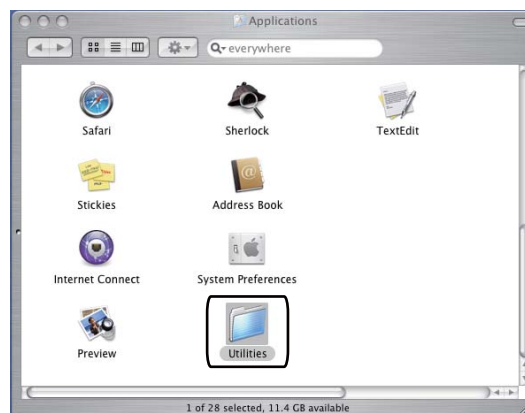 Applications
everywhere
Safari
Sherlock
TextEdit
Stickies
Address Book
Internet Connect
System Preferences
Preview
Utilities
1 of 28 selected, 11.4 GB available